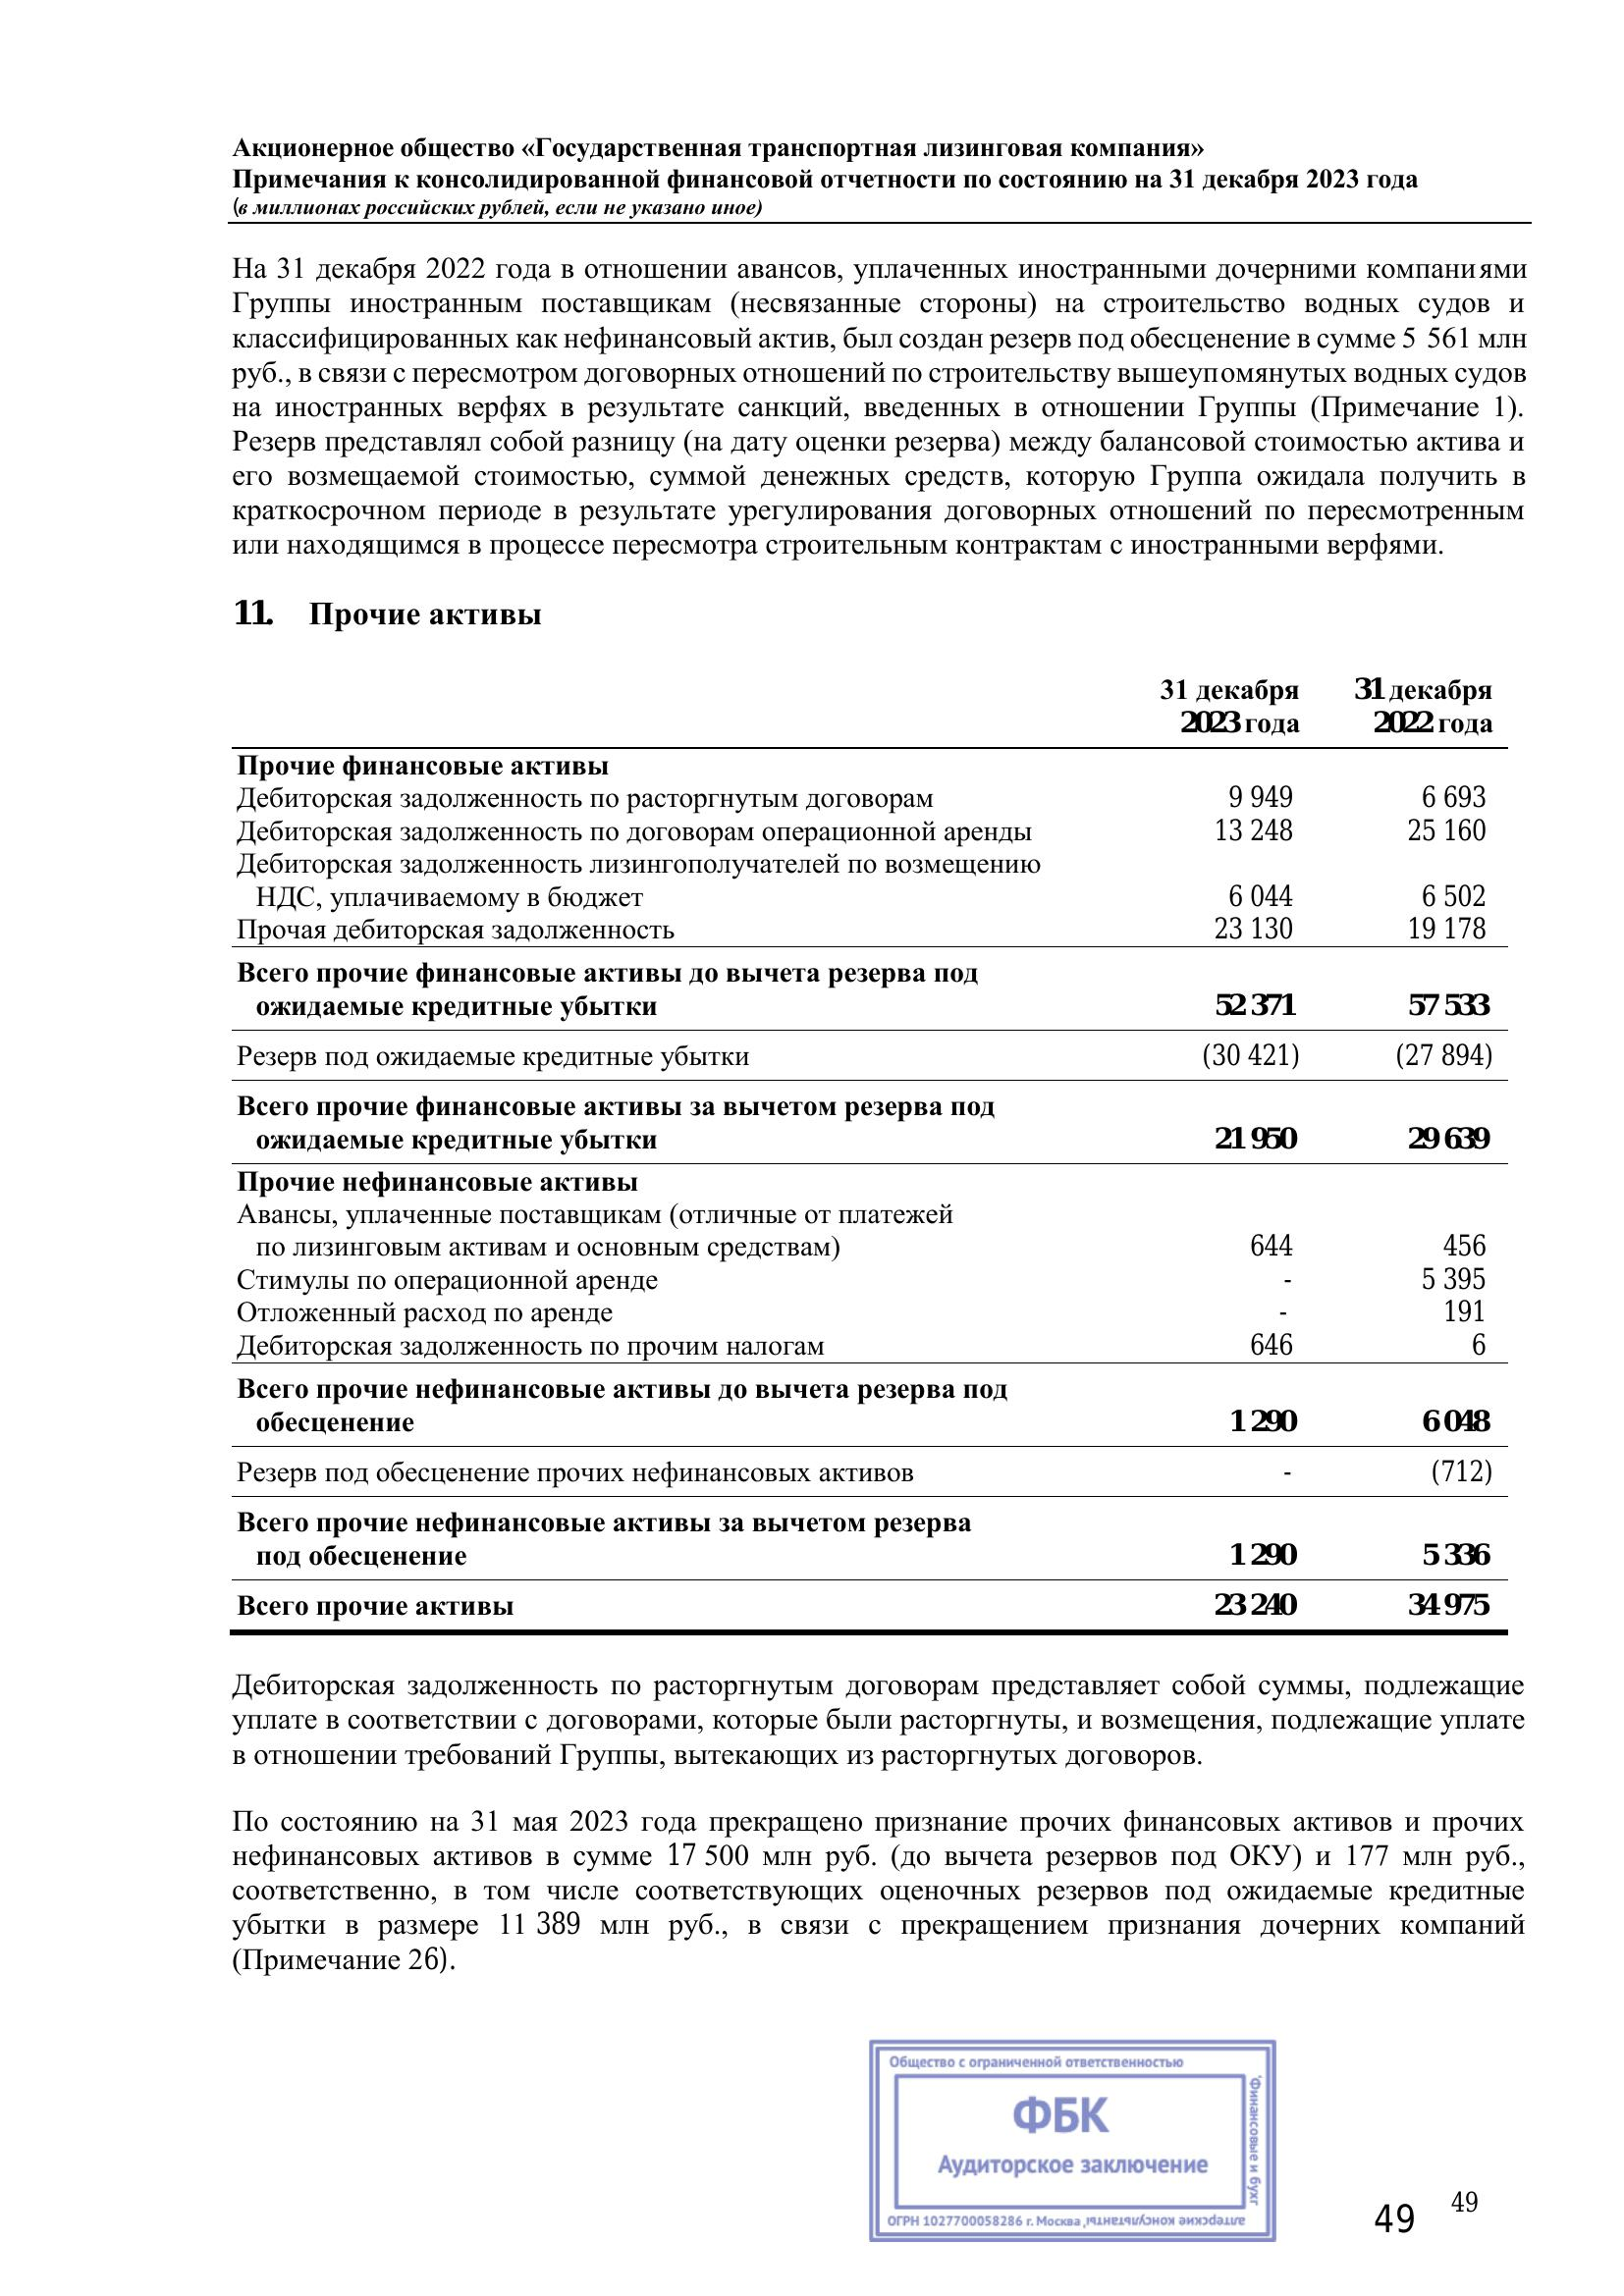 Акционерное общество «Государственная транспортная лизинговая компания»
Примечания к консолидированной финансовой отчетности по состоянию на 31 декабря 2023 года
(в миллионах российских рублей, если не указано иное)
На 31 декабря 2022 года в отношении авансов, уплаченных иностранными дочерними компаниями
Группы иностранным поставщикам (несвязанные стороны) на строительство водных судов и
классифицированных как нефинансовый актив, был создан резерв под обесценение в сумме 5 561 млн
руб., в связи с пересмотром договорных отношений по строительству вышеупомянутых водных судов
на иностранных верфях в результате санкций, введенных в отношении Группы (Примечание 1).
Резерв представлял собой разницу (на дату оценки резерва) между балансовой стоимостью актива и
его возмещаемой стоимостью, суммой денежных средств, которую Группа ожидала получить в
краткосрочном периоде в результате урегулирования договорных отношений по пересмотренным
или находящимся в процессе пересмотра строительным контрактам с иностранными верфями.
11. Прочие активы
31 декабря 31 декабря
2023 года 2022 года
Прочие финансовые активы
Дебиторская задолженность по расторгнутым договорам 9 949 6 693
Дебиторская задолженность по договорам операционной аренды 13 248 25 160
Дебиторская задолженность лизингополучателей по возмещению
НДС, уплачиваемому в бюджет 6 044 6 502
Прочая дебиторская задолженность 23 130 19 178
Всего прочие финансовые активы до вычета резерва под
ожидаемые кредитные убытки 52 371 57 533
Резерв под ожидаемые кредитные убытки (30 421) (27 894)
Всего прочие финансовые активы за вычетом резерва под
ожидаемые кредитные убытки 21 950 29 639
Прочие нефинансовые активы
Авансы, уплаченные поставщикам (отличные от платежей
по лизинговым активам и основным средствам) 644 456
Стимулы по операционной аренде - 5 395
Отложенный расход по аренде - 191
Дебиторская задолженность по прочим налогам 646 6
Всего прочие нефинансовые активы до вычета резерва под
обесценение 1 290 6 048
Резерв под обесценение прочих нефинансовых активов - (712)
Всего прочие нефинансовые активы за вычетом резерва
под обесценение 1 290 5 336
Всего прочие активы 23 240 34 975
Дебиторская задолженность по расторгнутым договорам представляет собой суммы, подлежащие
уплате в соответствии с договорами, которые были расторгнуты, и возмещения, подлежащие уплате
в отношении требований Группы, вытекающих из расторгнутых договоров.
По состоянию на 31 мая 2023 года прекращено признание прочих финансовых активов и прочих
нефинансовых активов в сумме 17 500 млн руб. (до вычета резервов под ОКУ) и 177 млн руб.,
соответственно, в том числе соответствующих оценочных резервов под ожидаемые кредитные
убытки в размере 11 389 млн руб., в связи с прекращением признания дочерних компаний
(Примечание 26).
Общество с ограниченной ответственностью
"Финансовые и бухг
алтерские консультанты"
ФБК
Аудиторское заключение
ОГРН 1027700058286 г. Москва
49
49